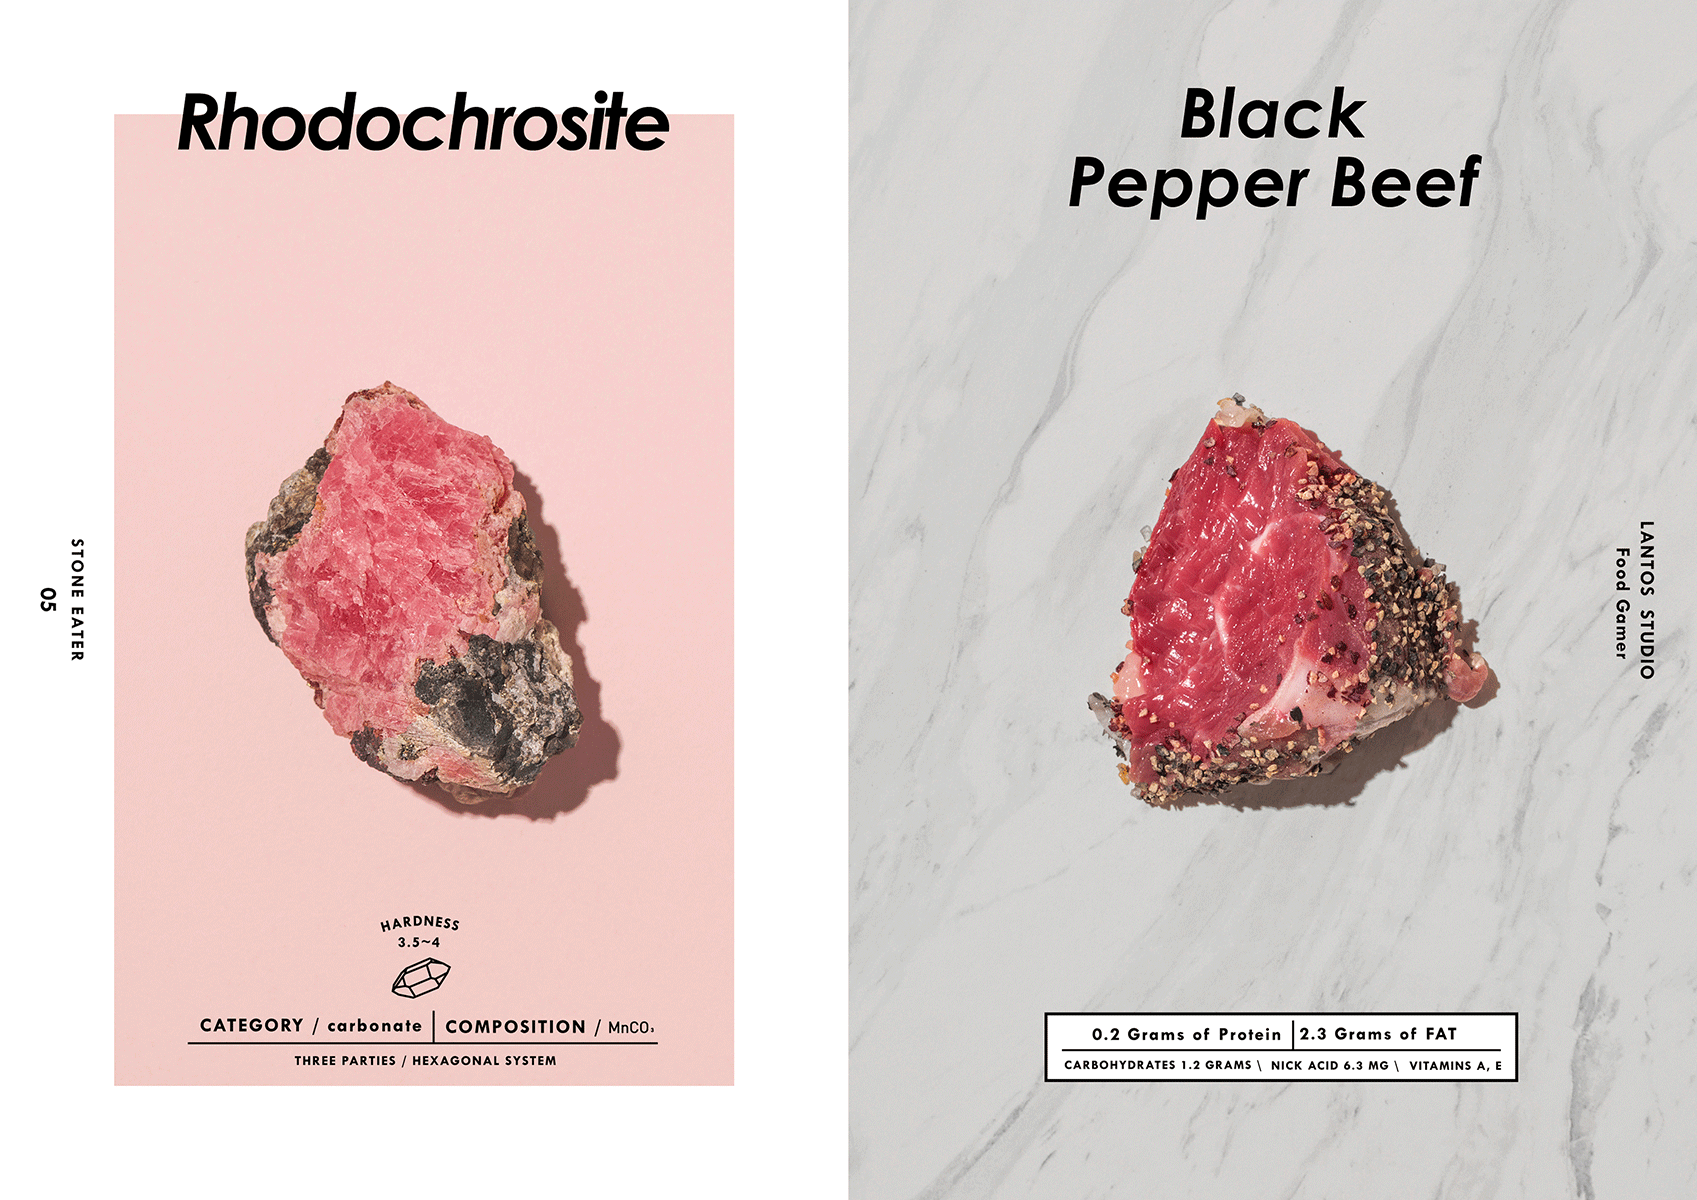 Rhodochrosite
STONE EATER
05
HARDNESS
3.5~4
CATEGORY / carbonate | COMPOSITION / MnCO₃
THREE PARTIES / HEXAGONAL SYSTEM
Black
Pepper Beef
LANTOS STUDIO
Food Gamer
0.2 Grams of Protein | 2.3 Grams of FAT
CARBOHYDRATES 1.2 GRAMS \ NICK ACID 6.3 MG \ VITAMINS A, E